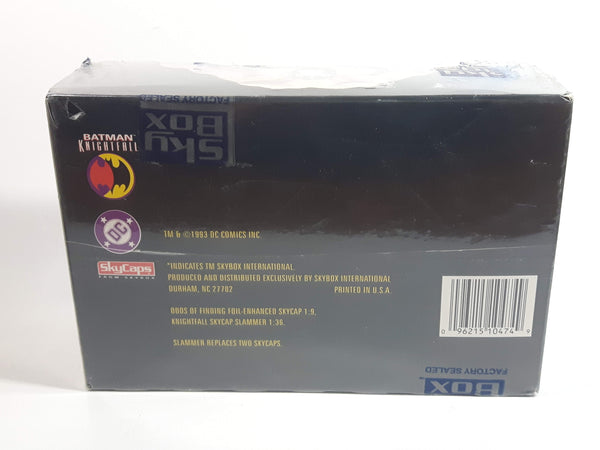 FACTORY SEALED
Sky
Box
BATMAN
KNIGHTFALL
DC
TM & ©1993 DC COMICS INC.
SkyCaps
FROM SKYBOX
*INDICATES TM SKYBOX INTERNATIONAL.
PRODUCED AND DISTRIBUTED EXCLUSIVELY BY SKYBOX INTERNATIONAL
DURHAM, NC 27702 PRINTED IN U.S.A.
ODDS OF FINDING FOIL-ENHANCED SKYCAP 1:9,
KNIGHTFALL SKYCAP SLAMMER 1:36.
SLAMMER REPLACES TWO SKYCAPS.
0 96215 10474 9
Box
FACTORY SEALED